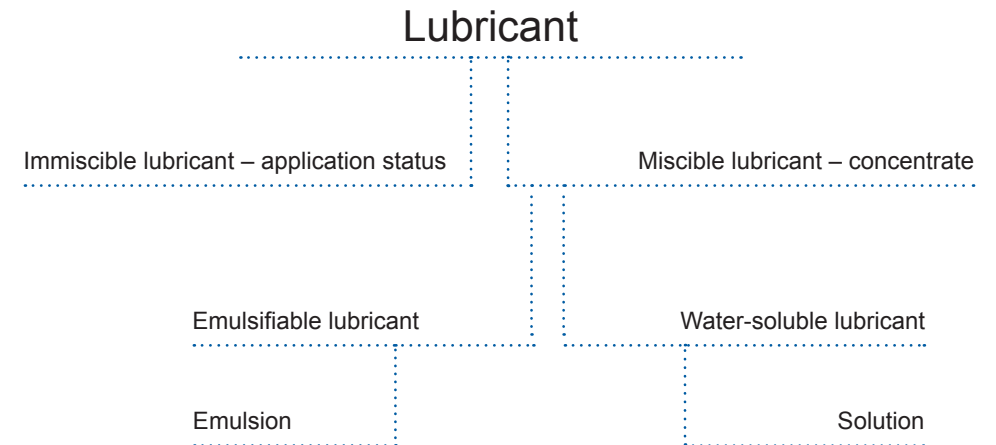 Lubricant
Immiscible lubricant – application status
Miscible lubricant – concentrate
Emulsifiable lubricant
Water-soluble lubricant
Emulsion
Solution